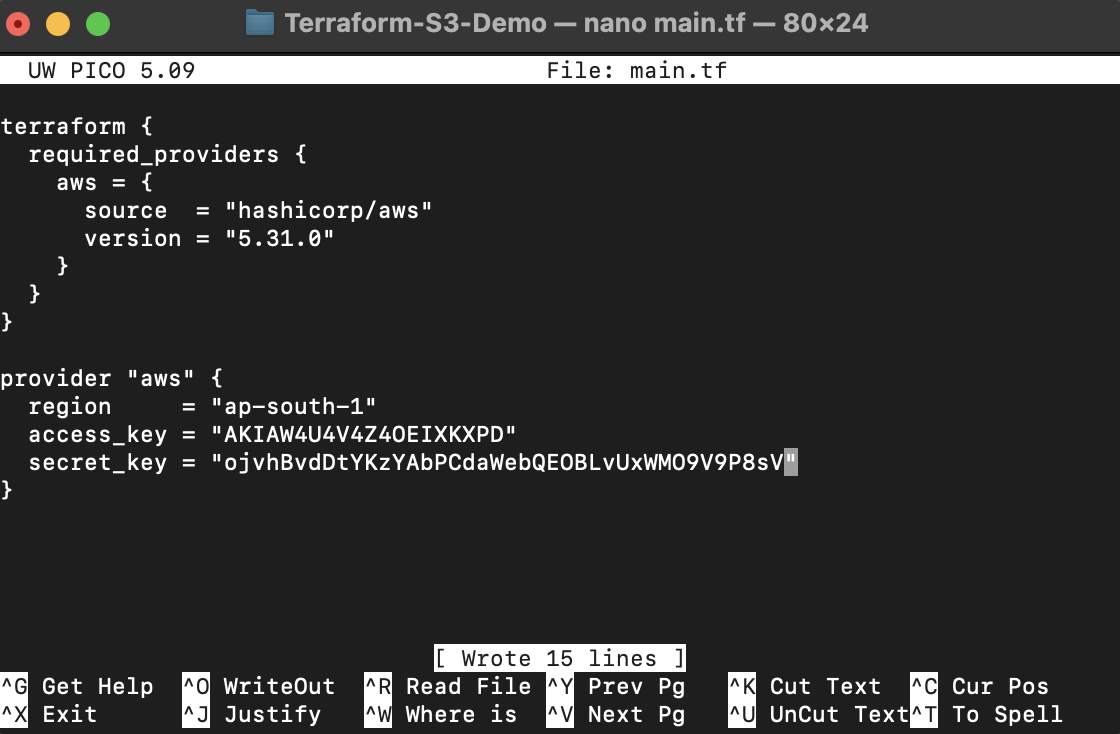 Terraform-S3-Demo — nano main.tf — 80×24
UW PICO 5.09 File: main.tf
terraform {
  required_providers {
    aws = {
      source  = "hashicorp/aws"
      version = "5.31.0"
    }
  }
}

provider "aws" {
  region     = "ap-south-1"
  access_key = "AKIAW4U4V4Z4OEIXKXPD"
  secret_key = "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"
}
[ Wrote 15 lines ]
^G Get Help ^O WriteOut ^R Read File ^Y Prev Pg ^K Cut Text ^C Cur Pos
^X Exit ^J Justify ^W Where is ^V Next Pg ^U UnCut Text ^T To Spell